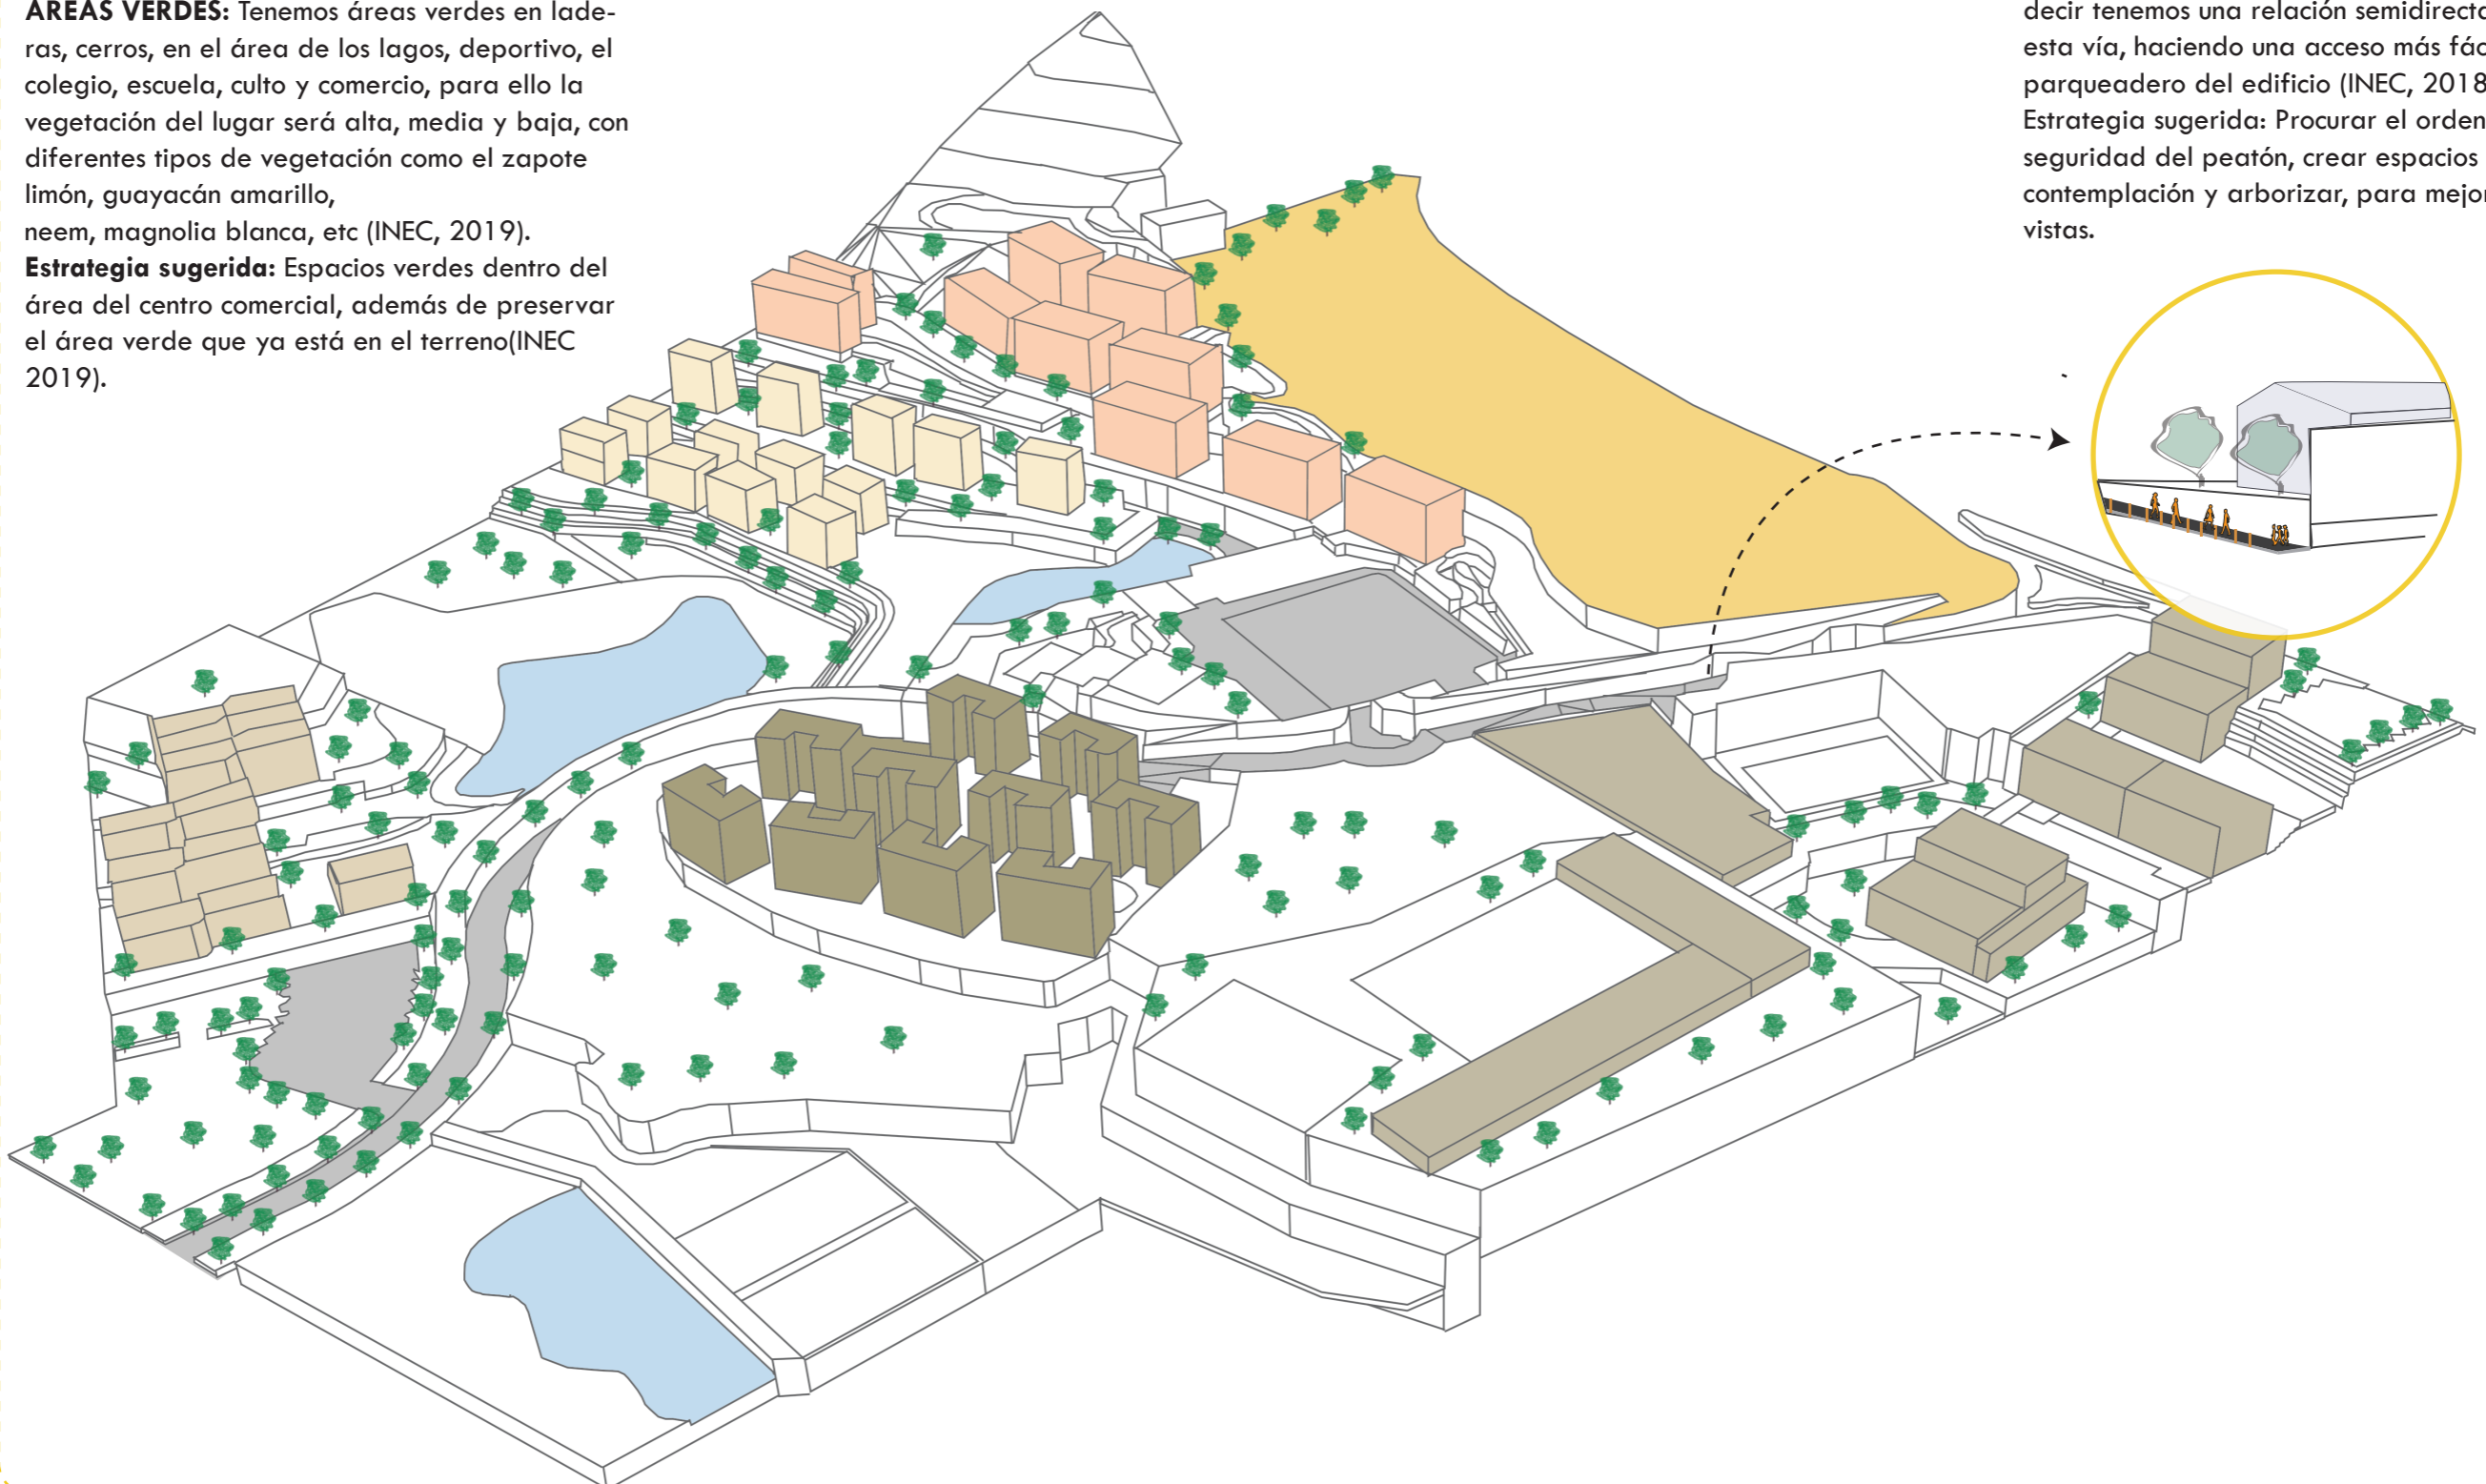 ÁREAS VERDES: Tenemos áreas verdes en lade-
ras, cerros, en el área de los lagos, deportivo, el
colegio, escuela, culto y comercio, para ello la
vegetación del lugar será alta, media y baja, con
diferentes tipos de vegetación como el zapote
limón, guayacán amarillo,
neem, magnolia blanca, etc (INEC, 2019).
Estrategia sugerida: Espacios verdes dentro del
área del centro comercial, además de preservar
el área verde que ya está en el terreno(INEC
2019).
decir tenemos una relación semidirecta
esta vía, haciendo una acceso más
parqueadero del edificio (INEC, 2018
Estrategia sugerida: Procurar el orden
seguridad del peatón, crear espacios
contemplación y arborizar, para
vistas.